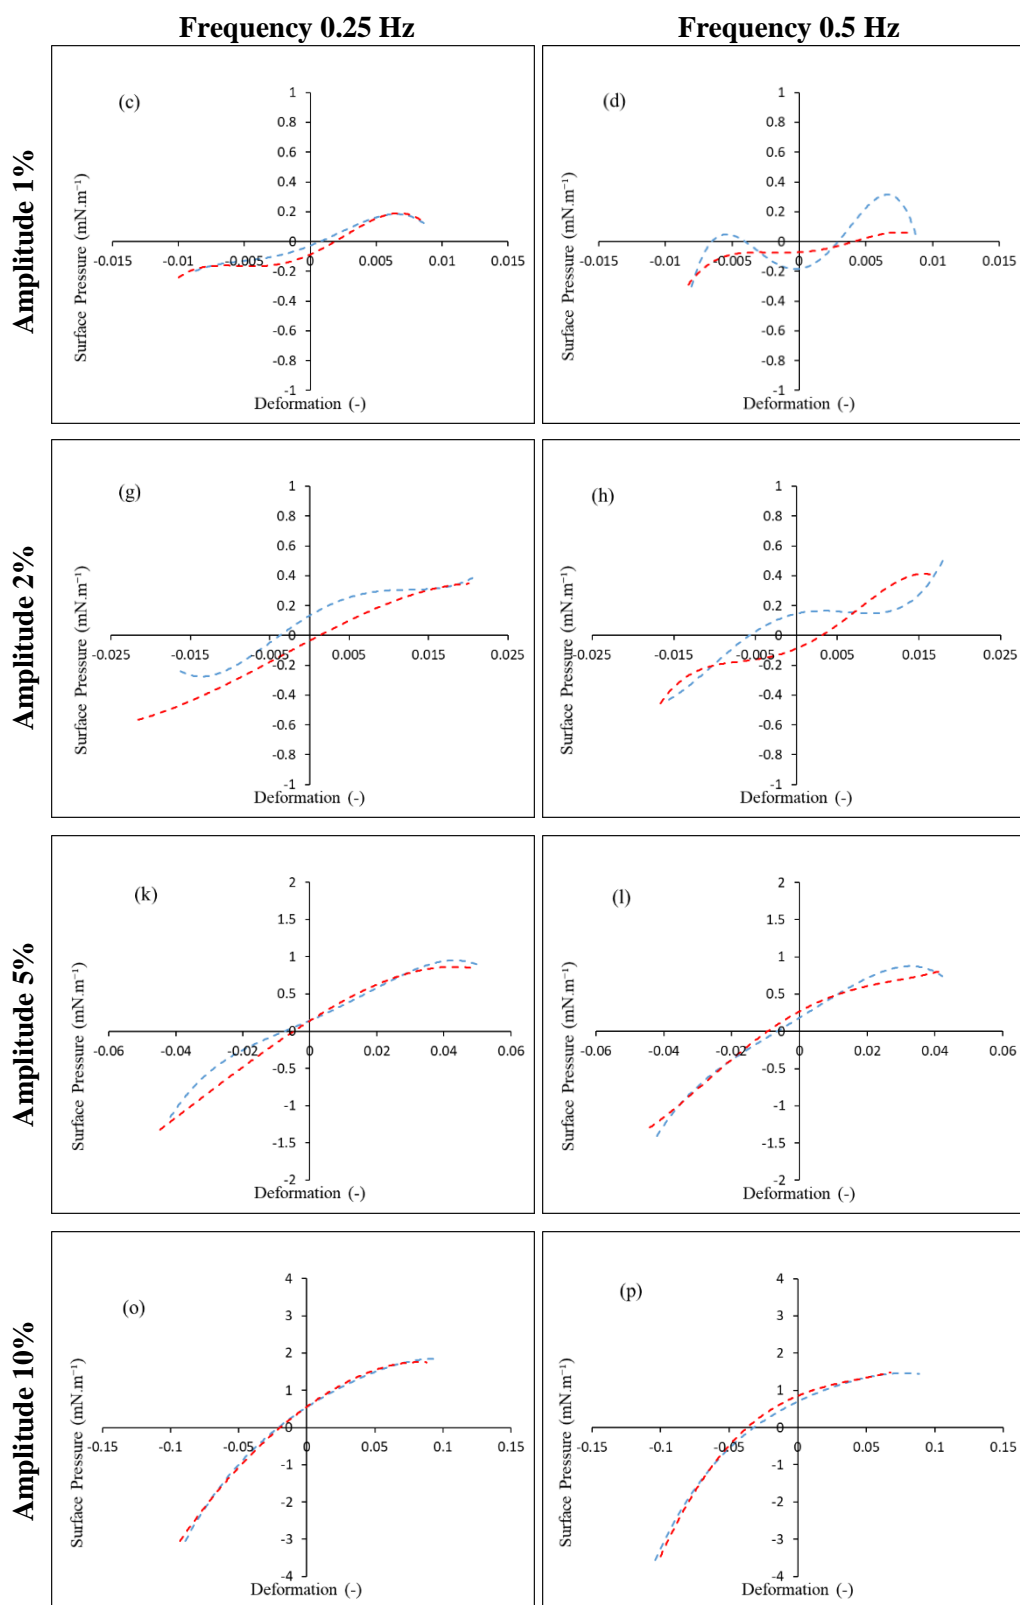 Frequency 0.25 Hz
Frequency 0.5 Hz
Amplitude 1%
(c)
Surface Pressure (mN.m⁻¹)
1
0.8
0.6
0.4
0.2
0
-0.2
-0.4
-0.6
-0.8
-1
-0.015 -0.01 -0.005 0 0.005 0.01 0.015
Deformation (-)
(d)
Surface Pressure (mN.m⁻¹)
1
0.8
0.6
0.4
0.2
0
-0.2
-0.4
-0.6
-0.8
-1
-0.015 -0.01 -0.005 0 0.005 0.01 0.015
Deformation (-)
Amplitude 2%
(g)
Surface Pressure (mN.m⁻¹)
1
0.8
0.6
0.4
0.2
0
-0.2
-0.4
-0.6
-0.8
-1
-0.025 -0.015 -0.005 0.005 0.015 0.025
Deformation (-)
(h)
Surface Pressure (mN.m⁻¹)
1
0.8
0.6
0.4
0.2
0
-0.2
-0.4
-0.6
-0.8
-1
-0.025 -0.015 -0.005 0.005 0.015 0.025
Deformation (-)
Amplitude 5%
(k)
Surface Pressure (mN.m⁻¹)
2
1.5
1
0.5
0
-0.5
-1
-1.5
-2
-0.06 -0.04 -0.02 0 0.02 0.04 0.06
Deformation (-)
(l)
Surface Pressure (mN.m⁻¹)
2
1.5
1
0.5
0
-0.5
-1
-1.5
-2
-0.06 -0.04 -0.02 0 0.02 0.04 0.06
Deformation (-)
Amplitude 10%
(o)
Surface Pressure (mN.m⁻¹)
4
3
2
1
0
-1
-2
-3
-4
-0.15 -0.1 -0.05 0 0.05 0.1 0.15
Deformation (-)
(p)
Surface Pressure (mN.m⁻¹)
4
3
2
1
0
-1
-2
-3
-4
-0.15 -0.1 -0.05 0 0.05 0.1 0.15
Deformation (-)